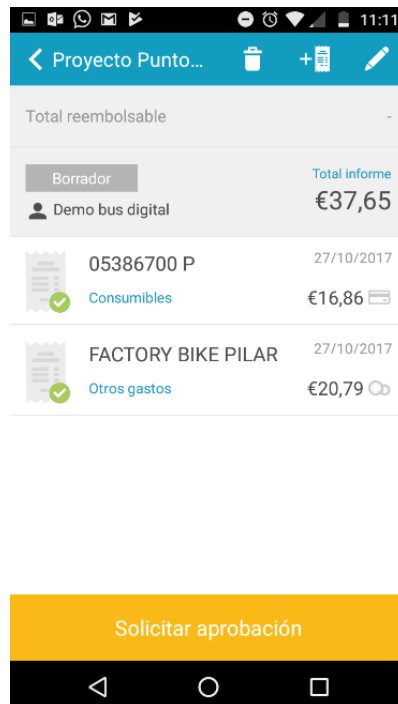 11:11
Proyecto Punto...
Total reembolsable -
Borrador
Total informe
Demo bus digital
€37,65
05386700 P
27/10/2017
Consumibles
€16,86
FACTORY BIKE PILAR
27/10/2017
Otros gastos
€20,79
Solicitar aprobación